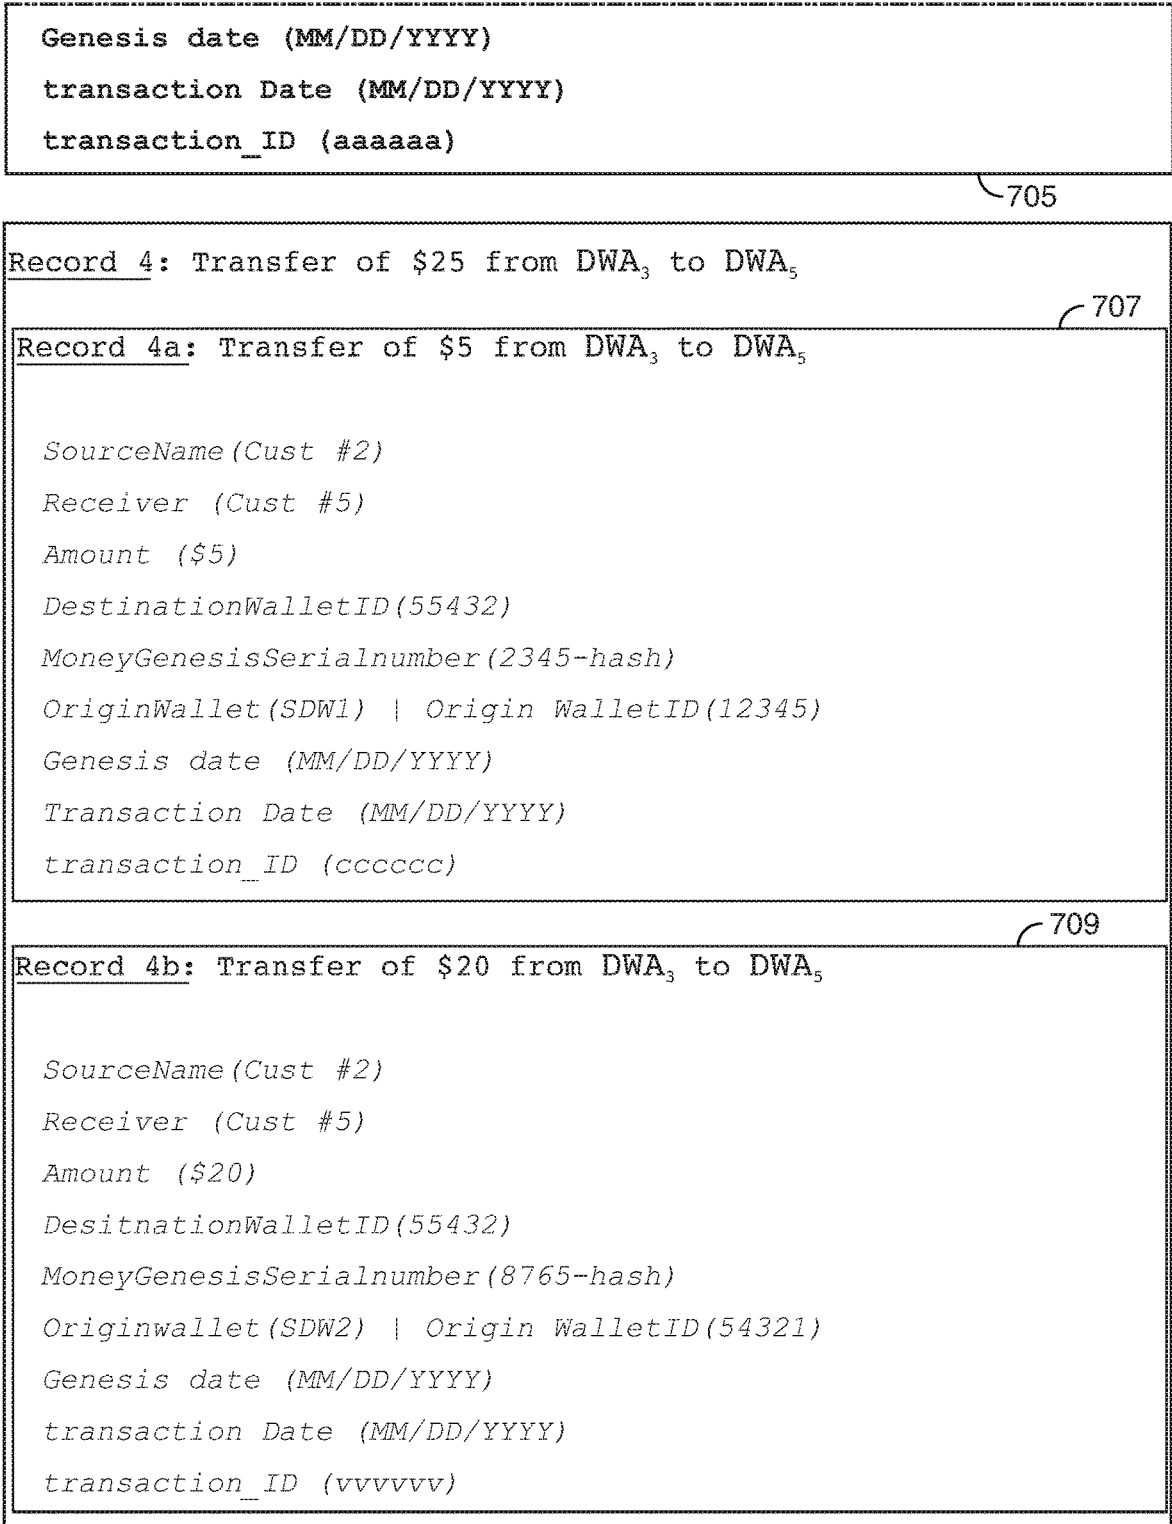 Genesis date (MM/DD/YYYY)
transaction Date (MM/DD/YYYY)
transaction_ID (aaaaaa)
705
Record 4: Transfer of $25 from DWA₃ to DWA₅
707
Record 4a: Transfer of $5 from DWA₃ to DWA₅
SourceName(Cust #2)
Receiver (Cust #5)
Amount ($5)
DestinationWalletID(55432)
MoneyGenesisSerialnumber(2345-hash)
OriginWallet(SDW1) | Origin WalletID(12345)
Genesis date (MM/DD/YYYY)
Transaction Date (MM/DD/YYYY)
transaction_ID (cccccc)
709
Record 4b: Transfer of $20 from DWA₃ to DWA₅
SourceName(Cust #2)
Receiver (Cust #5)
Amount ($20)
DesitnationWalletID(55432)
MoneyGenesisSerialnumber(8765-hash)
Originwallet(SDW2) | Origin WalletID(54321)
Genesis date (MM/DD/YYYY)
transaction Date (MM/DD/YYYY)
transaction_ID (vvvvvv)